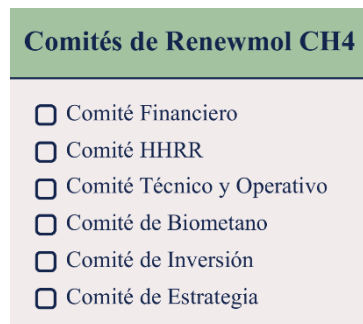 Comités de Renewmol CH4
Comité Financiero
Comité HHRR
Comité Técnico y Operativo
Comité de Biometano
Comité de Inversión
Comité de Estrategia